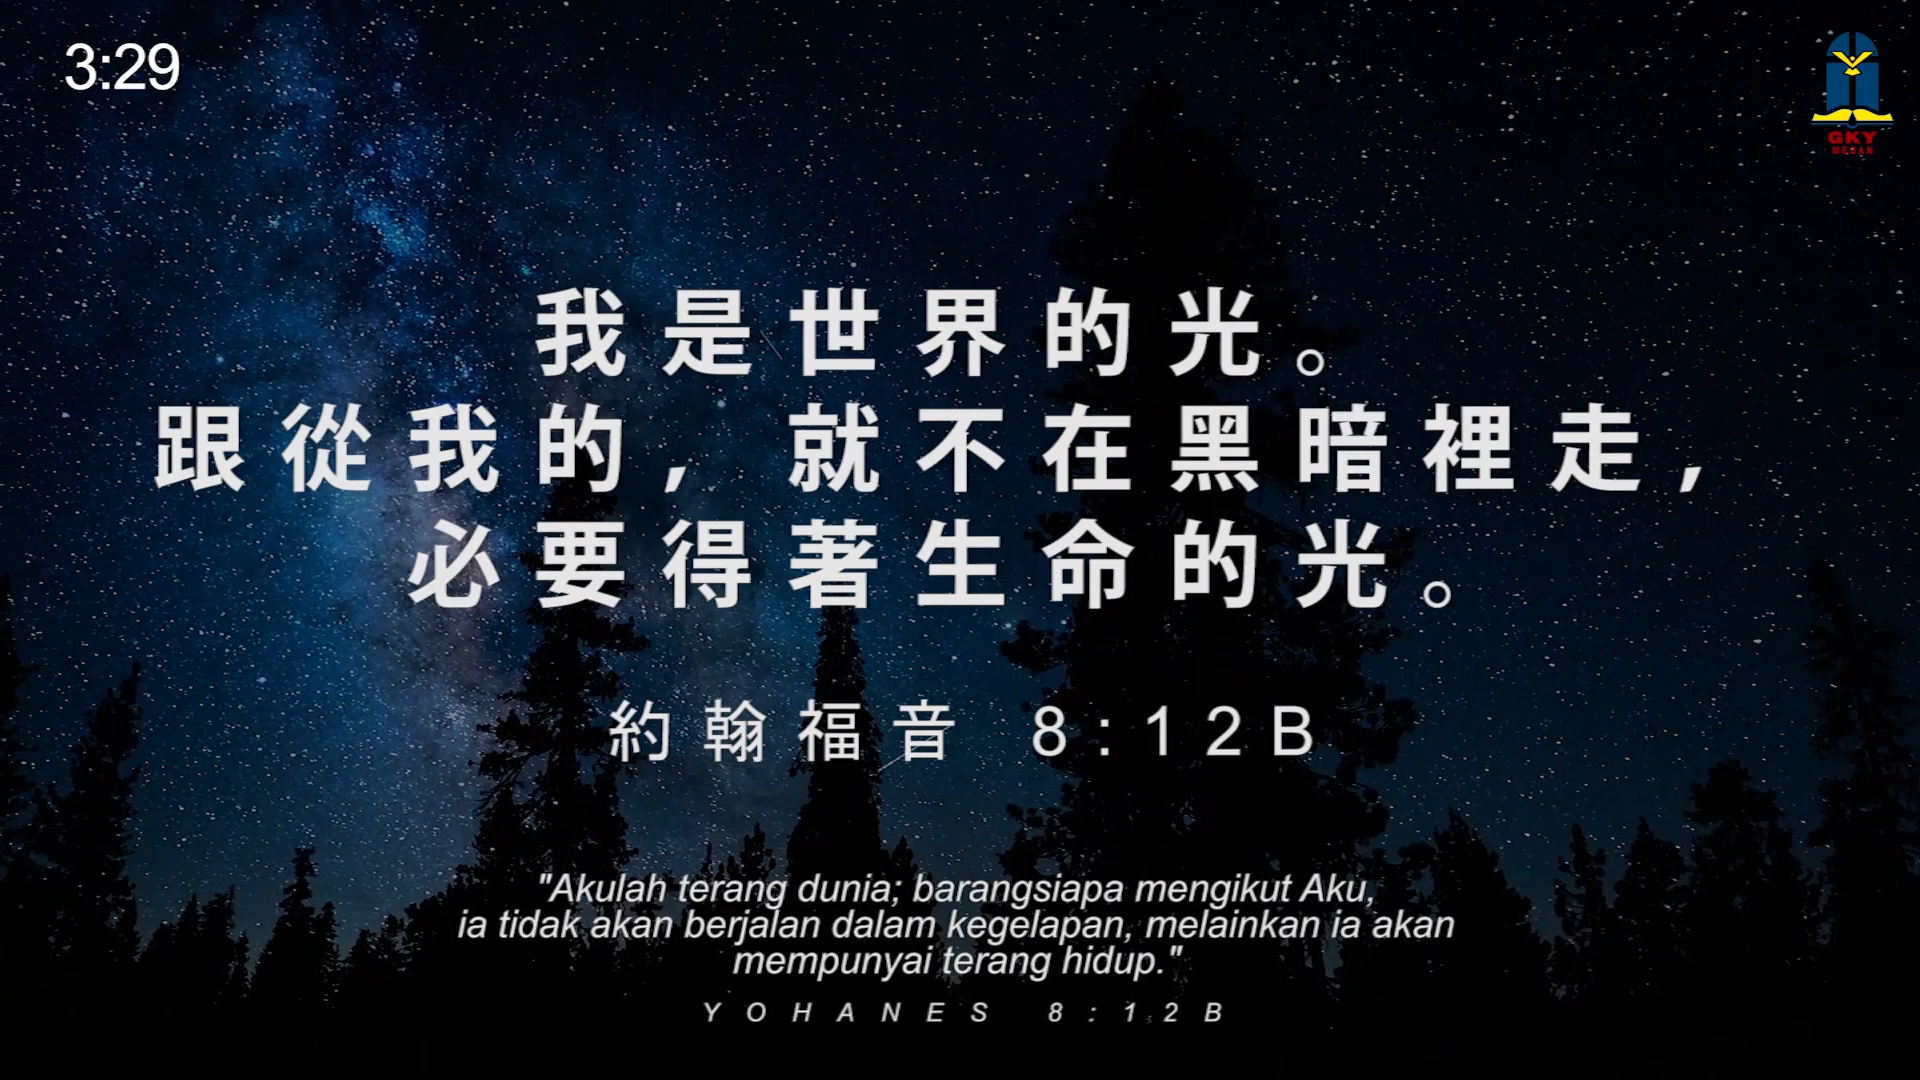 3:29
GKY
MEDAN
我是世界的光。
跟從我的, 就不在黑暗裡走,
必要得著生命的光。
約翰福音 8:12B
"Akulah terang dunia; barangsiapa mengikut Aku,
ia tidak akan berjalan dalam kegelapan, melainkan ia akan
mempunyai terang hidup."
YOHANES 8:12B